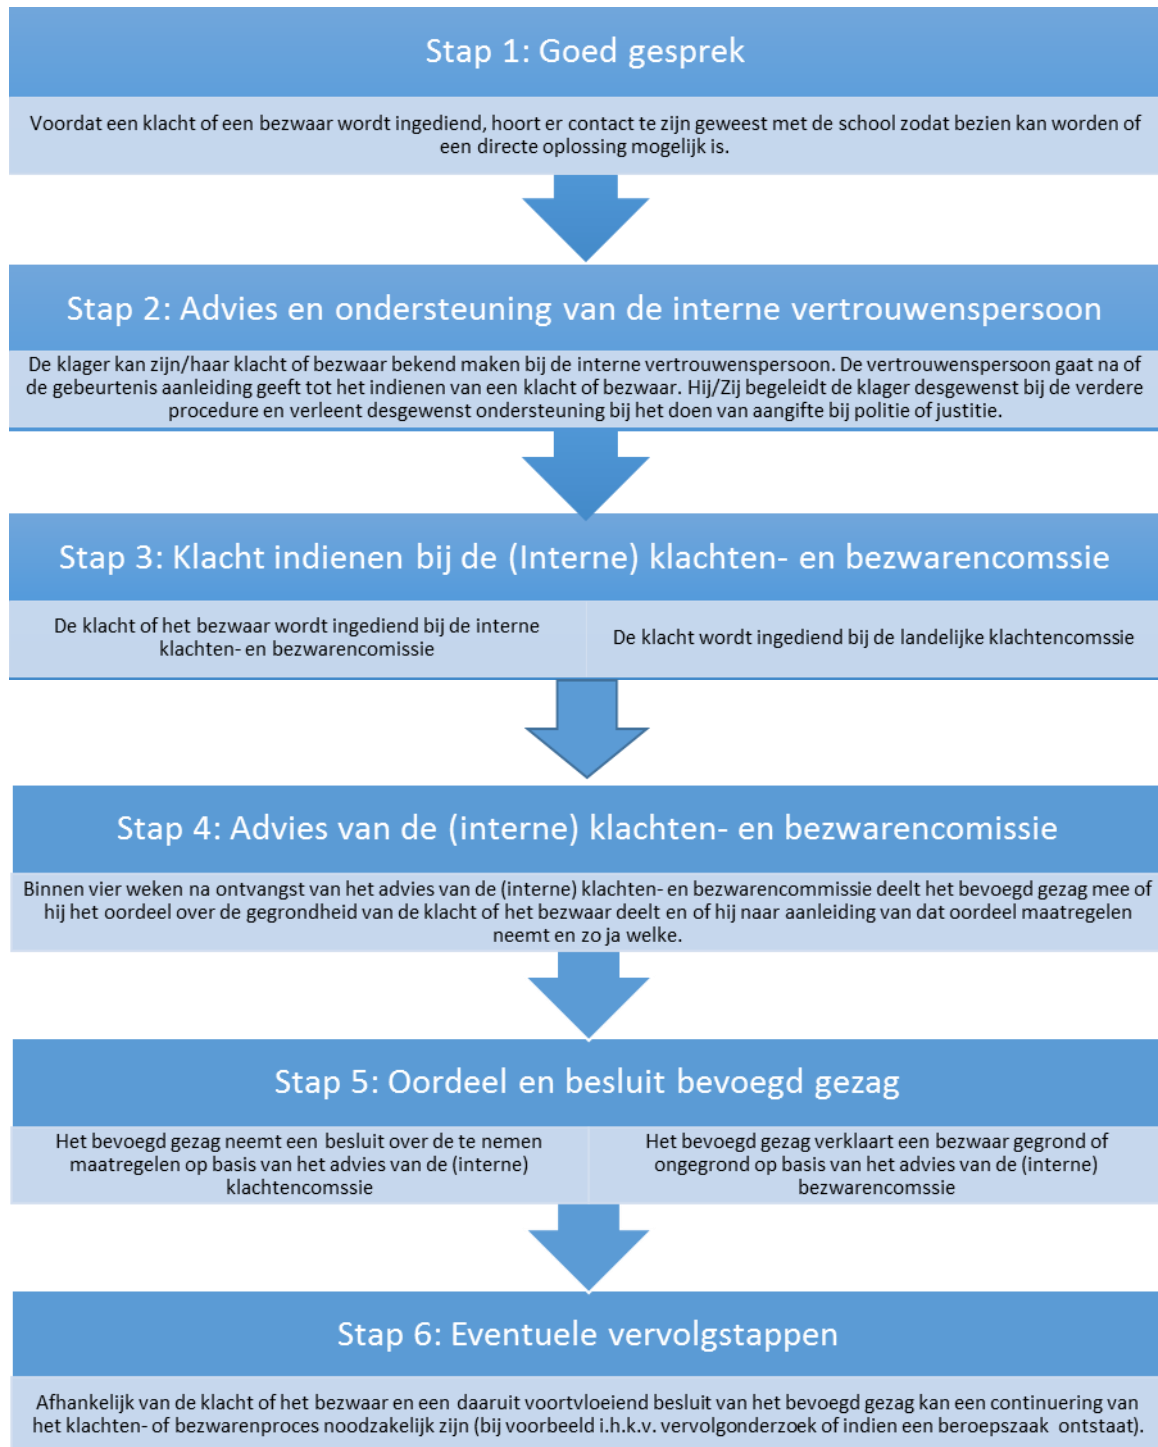 Stap 1: Goed gesprek
Voordat een klacht of een bezwaar wordt ingediend, hoort er contact te zijn geweest met de school zodat bezien kan worden of
een directe oplossing mogelijk is.
Stap 2: Advies en ondersteuning van de interne vertrouwenspersoon
De klager kan zijn/haar klacht of bezwaar bekend maken bij de interne vertrouwenspersoon. De vertrouwenspersoon gaat na of
de gebeurtenis aanleiding geeft tot het indienen van een klacht of bezwaar. Hij/Zij begeleidt de klager desgewenst bij de verdere
procedure en verleent desgewenst ondersteuning bij het doen van aangifte bij politie of justitie.
Stap 3: Klacht indienen bij de (Interne) klachten- en bezwarencomssie
De klacht of het bezwaar wordt ingediend bij de interne
klachten- en bezwarencomissie
De klacht wordt ingediend bij de landelijke klachtencomssie
Stap 4: Advies van de (interne) klachten- en bezwarencomissie
Binnen vier weken na ontvangst van het advies van de (interne) klachten- en bezwarencommissie deelt het bevoegd gezag mee of
hij het oordeel over de gegrondheid van de klacht of het bezwaar deelt en of hij naar aanleiding van dat oordeel maatregelen
neemt en zo ja welke.
Stap 5: Oordeel en besluit bevoegd gezag
Het bevoegd gezag neemt een besluit over de te nemen
maatregelen op basis van het advies van de (interne)
klachtencomssie
Het bevoegd gezag verklaart een bezwaar gegrond of
ongegrond op basis van het advies van de (interne)
bezwarencomssie
Stap 6: Eventuele vervolgstappen
Afhankelijk van de klacht of het bezwaar en een daaruit voortvloeiend besluit van het bevoegd gezag kan een continuering van
het klachten- of bezwarenproces noodzakelijk zijn (bij voorbeeld i.h.k.v. vervolgonderzoek of indien een beroepszaak ontstaat).